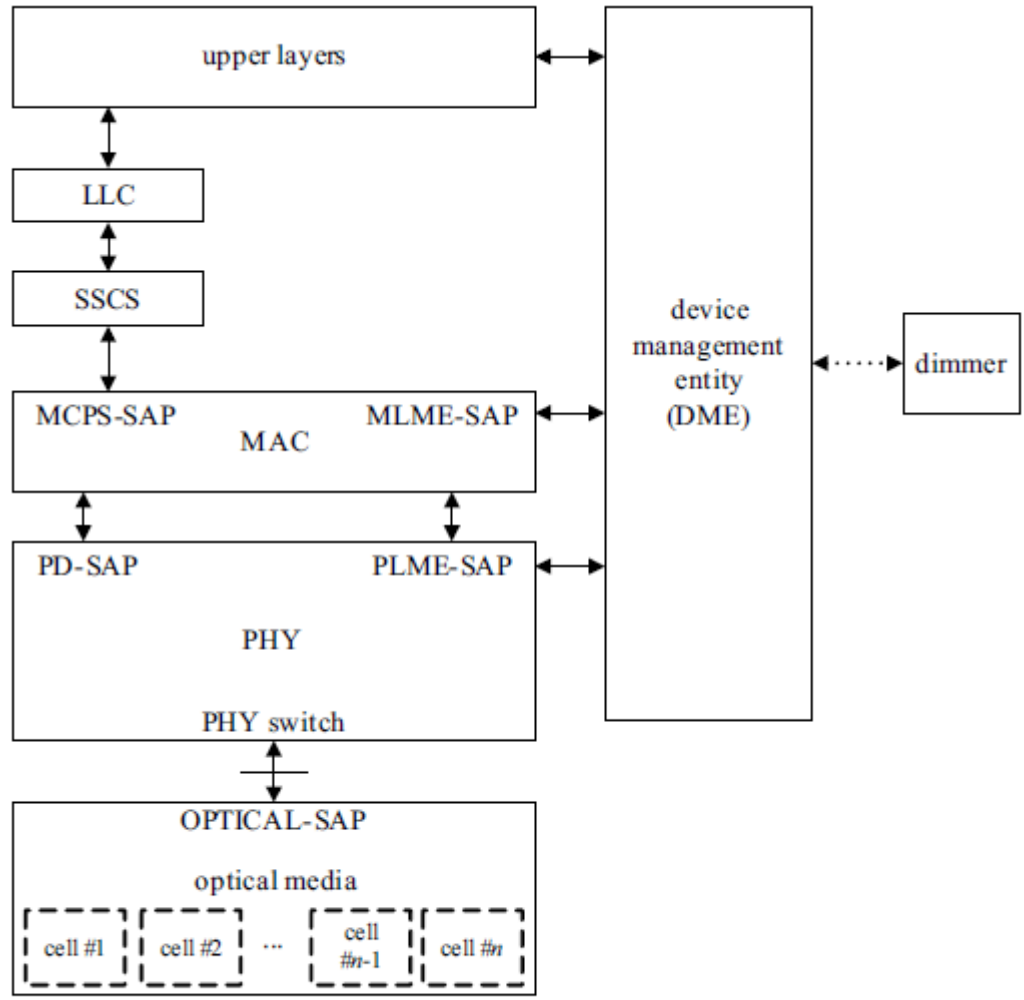 upper layers
LLC
SSCS
MCPS-SAP MLME-SAP
MAC
PD-SAP PLME-SAP
PHY
PHY switch
OPTICAL-SAP
optical media
cell #1 cell #2 ... cell
#n-1 cell #n
device
management
entity
(DME)
dimmer